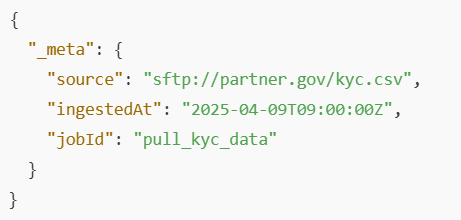 {
  "_meta": {
    "source": "sftp://partner.gov/kyc.csv",
    "ingestedAt": "2025-04-09T09:00:00Z",
    "jobId": "pull_kyc_data"
  }
}